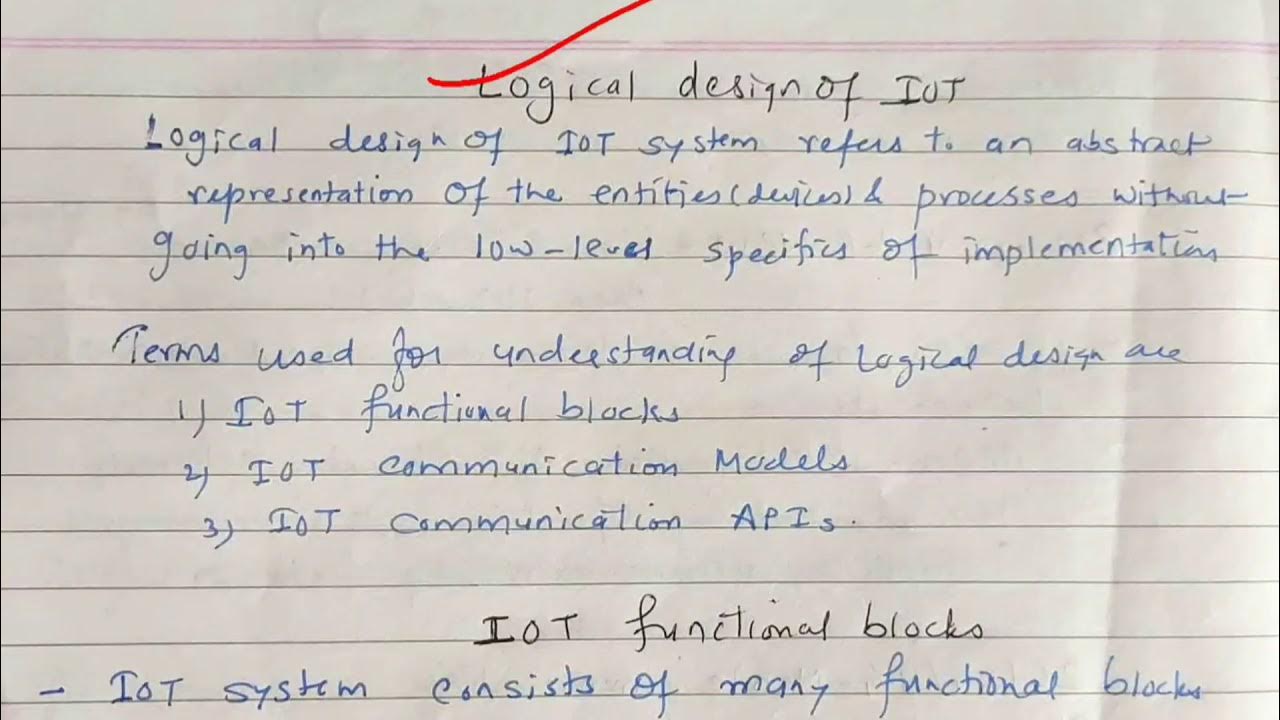 Logical design of IOT
Logical design of IOT system refers to an abstract
representation of the entities (devices) & processes without
going into the low-level specifics of implementation
Terms used for understanding of Logical design are
1) IOT functional blocks
2) IOT communication Models
3) IOT communication APIs.
IOT functional blocks
- IOT system consists of many functional blocks